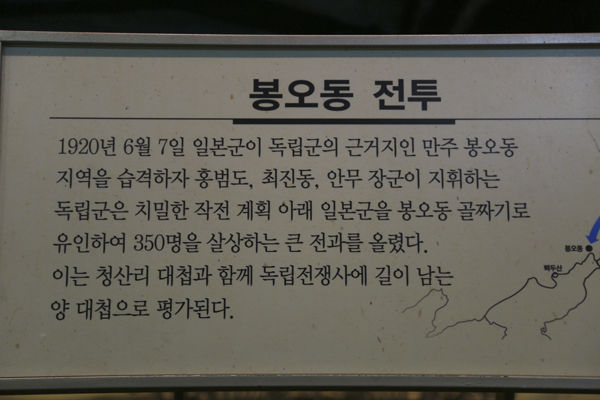 봉오동 전투
1920년 6월 7일 일본군이 독립군의 근거지인 만주 봉오동
지역을 습격하자 홍범도, 최진동, 안무 장군이 지휘하는
독립군은 치밀한 작전 계획 아래 일본군을 봉오동 골짜기로
유인하여 350명을 살상하는 큰 전과를 올렸다.
이는 청산리 대첩과 함께 독립전쟁사에 길이 남는
양 대첩으로 평가된다.
봉오동
백두산